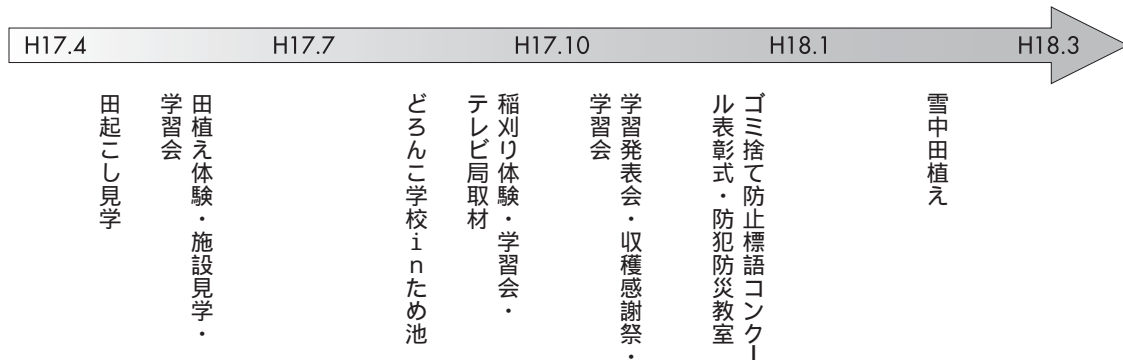 H17.4
H17.7
H17.10
H18.1
H18.3
田起こし見学
田植え体験・施設見学・
学習会
どろんこ学校inため池
稲刈り体験・学習会・
テレビ局取材
学習発表会・収穫感謝祭・
学習会
ゴミ捨て防止標語コンクー
ル表彰式・防犯防災教室
雪中田植え